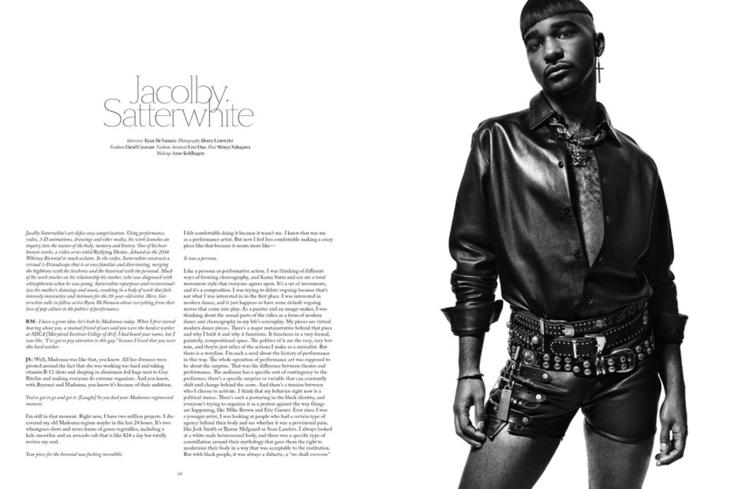 Jacolby
Satterwhite
Interview Ryan McNamara Photography Henry Leutwyler
Fashion David Casavant Fashion Assistant Lisa Diaz Hair Shinya Nakagawa
Makeup Anne Kohlhagen
Jacolby Satterwhite's art defies easy categorization. Using performance,
video, 3-D animations, drawings and other media, his work launches an
inquiry into the nature of the body, memory and history. One of his best-
known works, a video series titled Reifying Desire, debuted at the 2014
Whitney Biennial to much acclaim. In the video, Satterwhite constructs a
virtual 3-D landscape that is at once familiar and disorienting, merging
the highbrow with the lowbrow and the historical with the personal. Much
of his work touches on his relationship his mother, who was diagnosed with
schizophrenia when he was young. Satterwhite repurposes and recontextual-
izes his mother's drawings and music, resulting in a body of work that feels
intensely innovative and intimate for the 28-year-old artist. Here, Sat-
terwhite talks to fellow artist Ryan McNamara about everything from their
love of pop culture to the politics of performance.
RM: I have a great idea: let's both be Madonnas today. When I first started
hearing about you, a mutual friend of ours said you were the hardest worker
at MICA [Maryland Institute College of Art]. I had heard your name, but I
was like, "I've got to pay attention to this guy," because I loved that you were
this hard worker.
JS: Well, Madonna was like that, you know. All her divorces were
pivoted around the fact that she was working too hard and taking
vitamin B-12 shots and sleeping in aluminum foil bags next to Guy
Ritchie and making everyone do extreme veganism. And you know,
with Beyoncé and Madonna, you know it's because of their ambition.
You've got to go and get it. [Laugh] So you had your Madonna regimented
moment
I'm still in that moment. Right now, I have two million projects. I dis-
covered my old Madonna regime maybe in the last 24 hours. It's two
wheatgrass shots and seven forms of green vegetables, including a
kale smoothie and an avocado cult that is like $24 a day but totally
revives my soul.
Your piece for the biennial was fucking incredible.
I felt comfortable doing it because it wasn't me. I knew that was me
as a performance artist. But now I feel less comfortable making a crazy
piece like that because it seems more like—
It was a persona.
Like a persona or performative action. I was thinking of different
ways of forming choreography, and Kama Sutra and sex are a total
movement style that everyone agrees upon. It's a set of movements,
and it's a composition. I was trying to delete voguing because that's
not what I was interested in in the first place. I was interested in
modern dance, and it just happens to have some default voguing
moves that come into play. As a painter and an image-maker, I was
thinking about the sexual parts of the video as a form of modern
dance and choreography in my life's screenplay. My pieces are virtual
modern dance pieces. There's a major metanarrative behind that piece
and why I built it and why it functions. It functions in a very formal,
painterly, compositional space. The politics of it are the very, very bot-
tom, and they're just relics of the actions I make as a surrealist. But
there is a storyline. I'm such a nerd about the history of performance
in this way. The whole operation of performance art was supposed to
be about the surprise. That was the difference between theater and
performance. The audience has a specific sort of contingency to the
performer; there's a specific surprise or variable that can constantly
shift and change behind the score. And there's a tension between
who I choose to activate. I think that my behavior right now is a
political stance. There's such a posturing in the black identity, and
everyone's trying to organize it as a protest against the way things
are happening, like Mike Brown and Eric Garner. Ever since I was
a younger artist, I was looking at people who had a certain type of
agency behind their body and see whether it was a provisional pain,
like Josh Smith or Bjarne Melgaard or Sean Landers. I always looked
at a white male heterosexual body, and there was a specific type of
constellation around their mythology that gave them the right to
modernize their body in a way that was acceptable to the institution.
But with black people, it was always a didactic, a "we shall overcome"